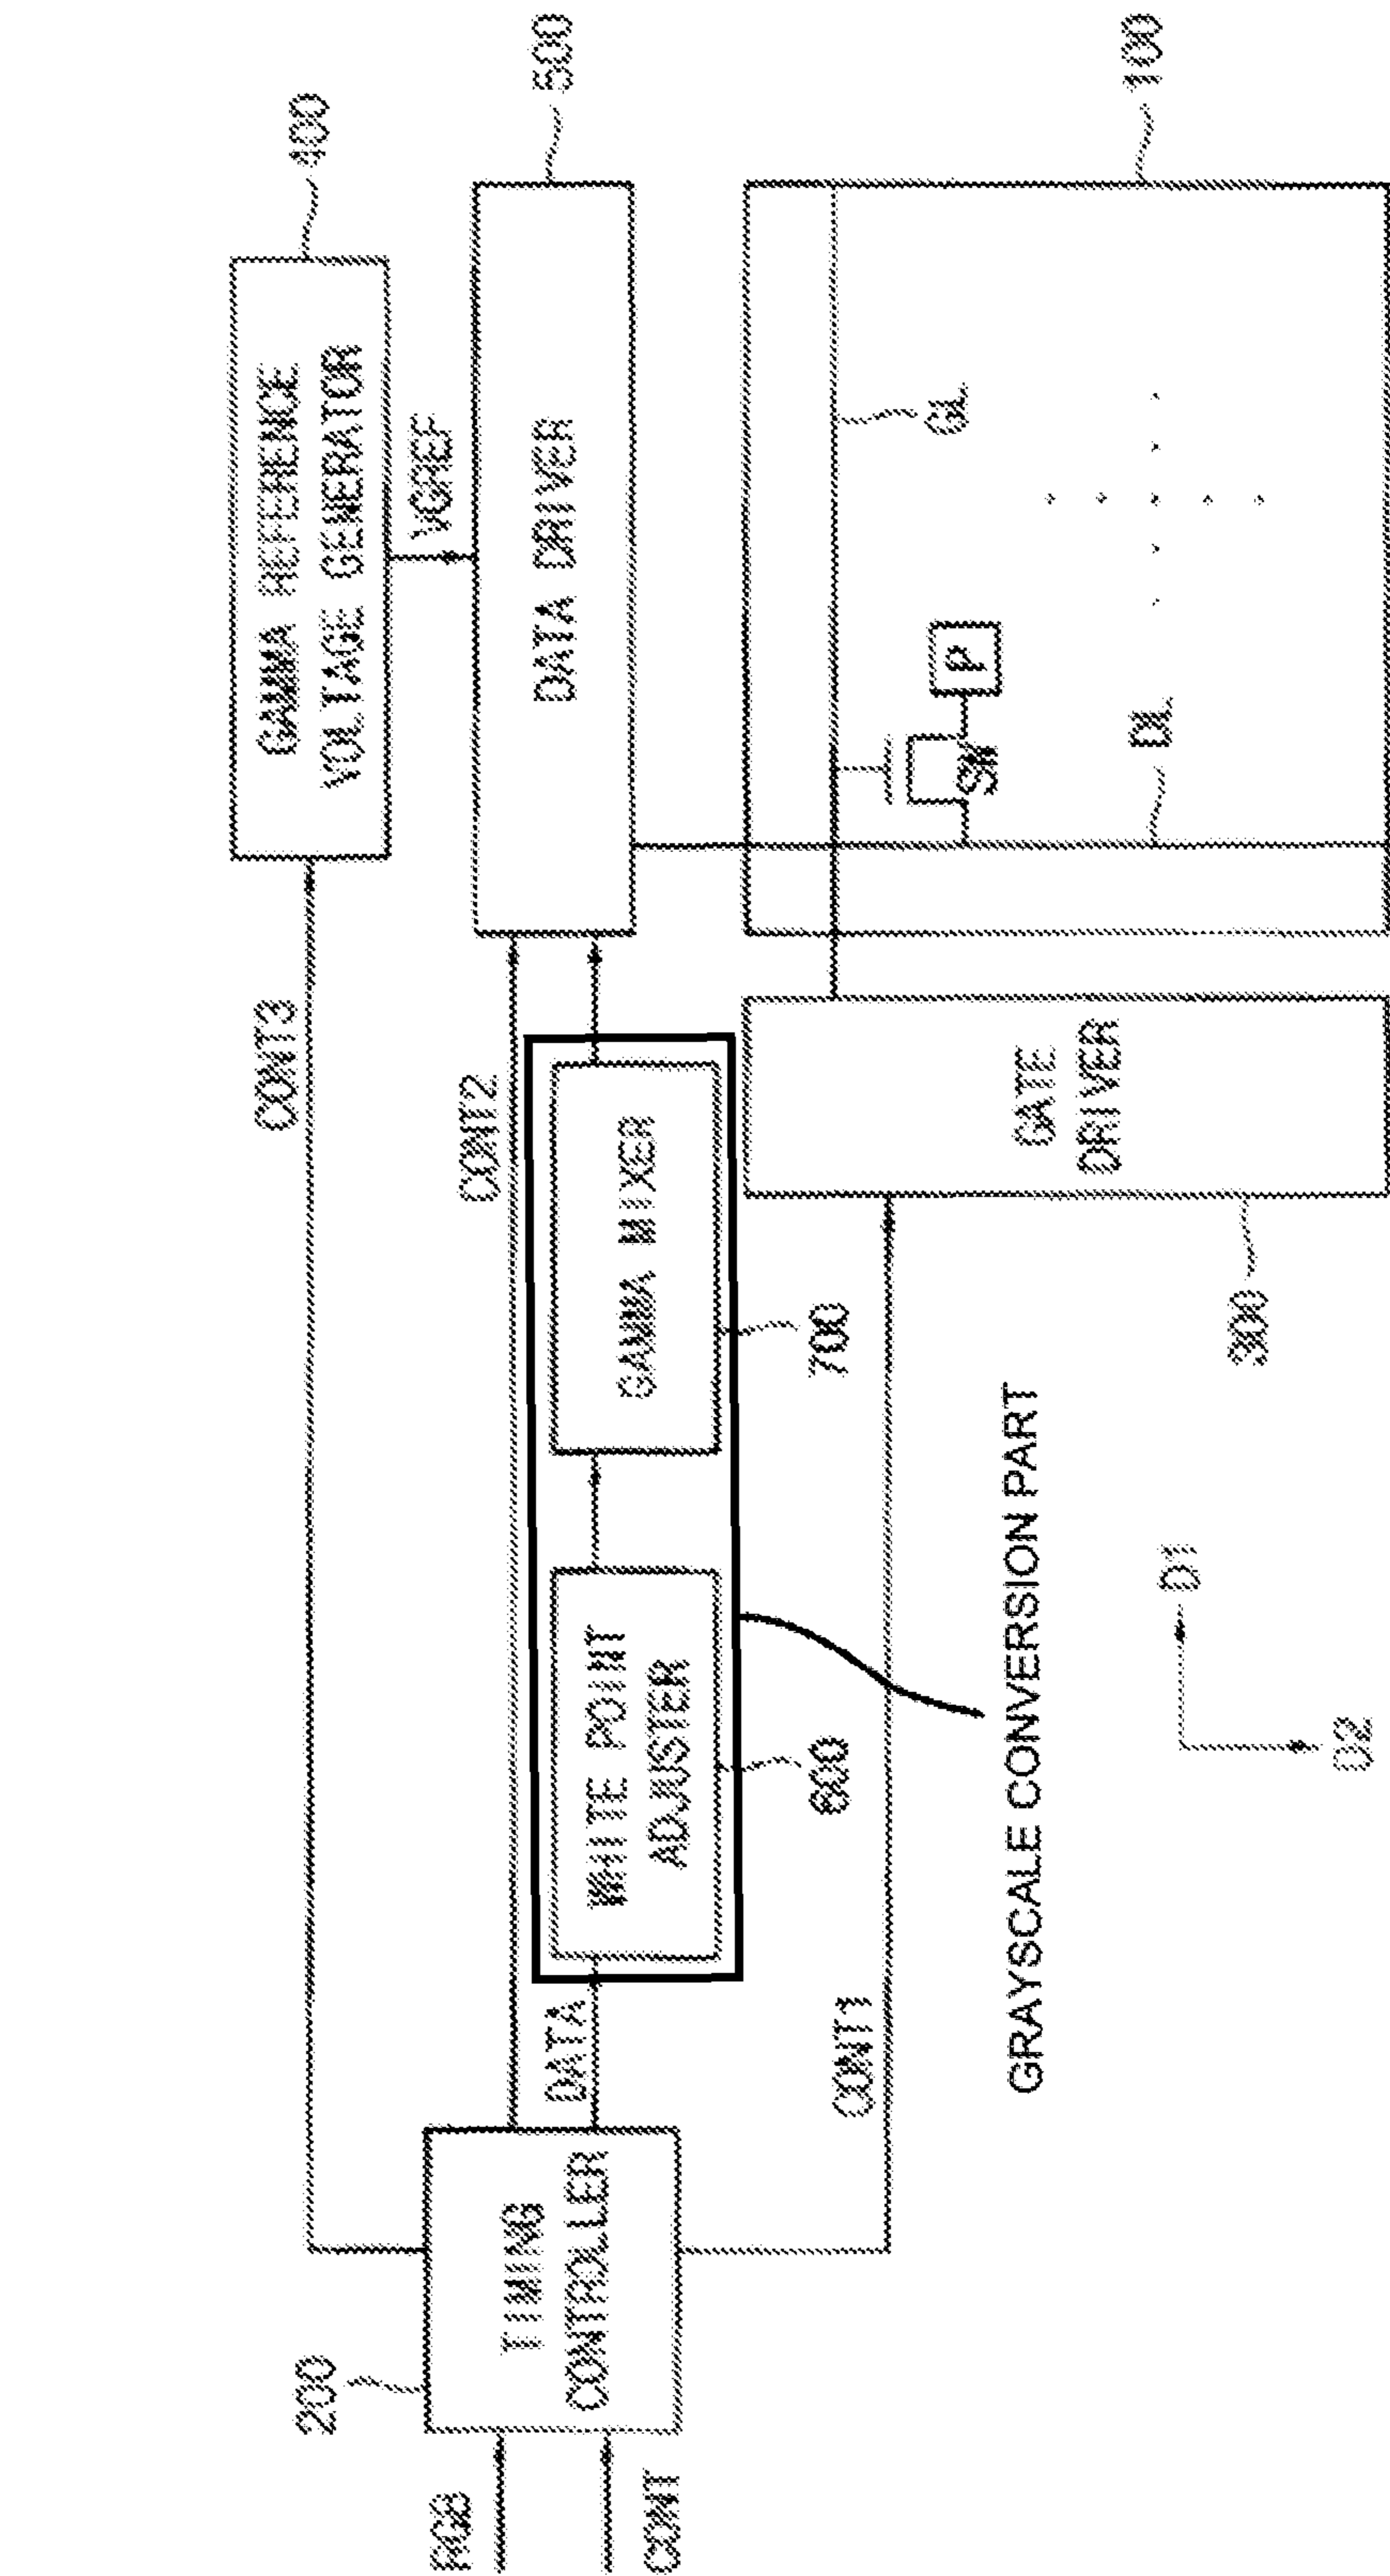 400
GAMMA REFERENCE
VOLTAGE GENERATOR
CONT3
VGREF
500
DATA DRIVER
CONT2
200
TIMING
CONTROLLER
RGB
CONT
DATA
WHITE POINT
ADJUSTER
GAMMA MIXER
600
700
CONT1
GATE
DRIVER
300
100
GL
P
SW
DL
GRAYSCALE CONVERSION PART
D1
D2